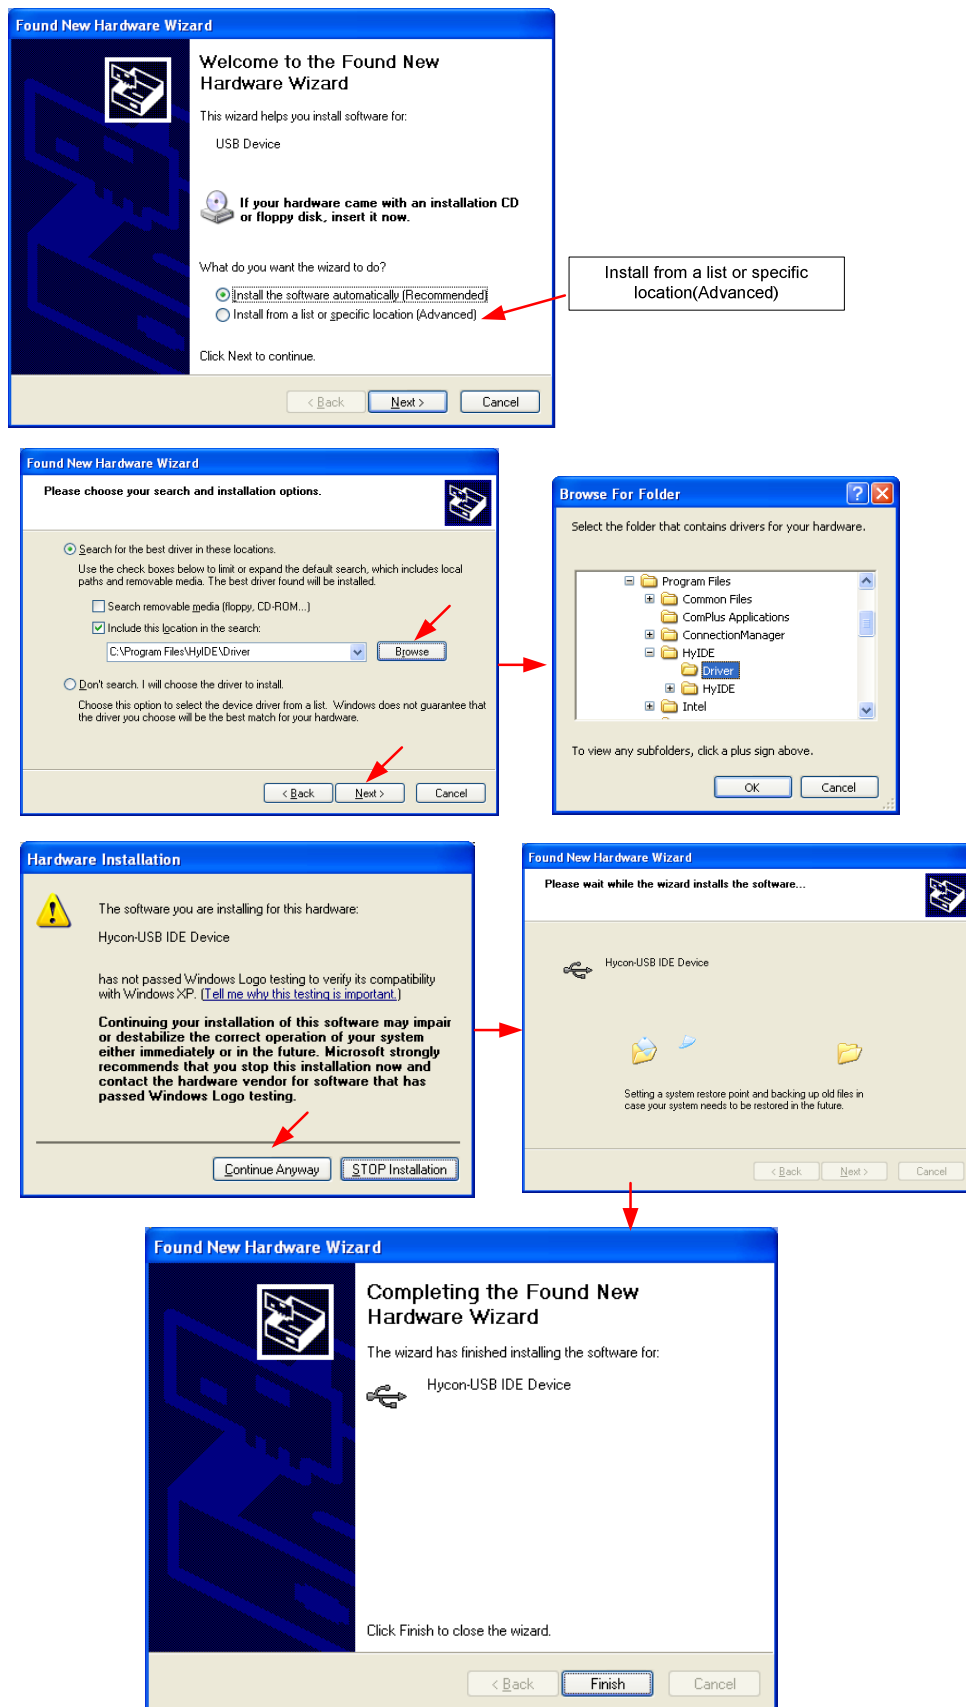 Found New Hardware Wizard
Welcome to the Found New
Hardware Wizard
This wizard helps you install software for:
USB Device
If your hardware came with an installation CD
or floppy disk, insert it now.
What do you want the wizard to do?
Install the software automatically (Recommended)
Install from a list or specific location (Advanced)
Click Next to continue.
< Back
Next >
Cancel
Install from a list or specific
location(Advanced)
Found New Hardware Wizard
Please choose your search and installation options.
Search for the best driver in these locations.
Use the check boxes below to limit or expand the default search, which includes local
paths and removable media. The best driver found will be installed.
Search removable media (floppy, CD-ROM...)
Include this location in the search:
C:\Program Files\HyIDE\Driver
Browse
Don't search. I will choose the driver to install.
Choose this option to select the device driver from a list. Windows does not guarantee that
the driver you choose will be the best match for your hardware.
< Back
Next >
Cancel
Browse For Folder
Select the folder that contains drivers for your hardware.
Program Files
Common Files
ComPlus Applications
ConnectionManager
HyIDE
Driver
HyIDE
Intel
To view any subfolders, click a plus sign above.
OK
Cancel
Hardware Installation
The software you are installing for this hardware:
Hycon-USB IDE Device
has not passed Windows Logo testing to verify its compatibility
with Windows XP. (Tell me why this testing is important.)
Continuing your installation of this software may impair
or destabilize the correct operation of your system
either immediately or in the future. Microsoft strongly
recommends that you stop this installation now and
contact the hardware vendor for software that has
passed Windows Logo testing.
Continue Anyway
STOP Installation
Found New Hardware Wizard
Please wait while the wizard installs the software...
Hycon-USB IDE Device
Setting a system restore point and backing up old files in
case your system needs to be restored in the future.
< Back
Next >
Cancel
Found New Hardware Wizard
Completing the Found New
Hardware Wizard
The wizard has finished installing the software for:
Hycon-USB IDE Device
Click Finish to close the wizard.
< Back
Finish
Cancel